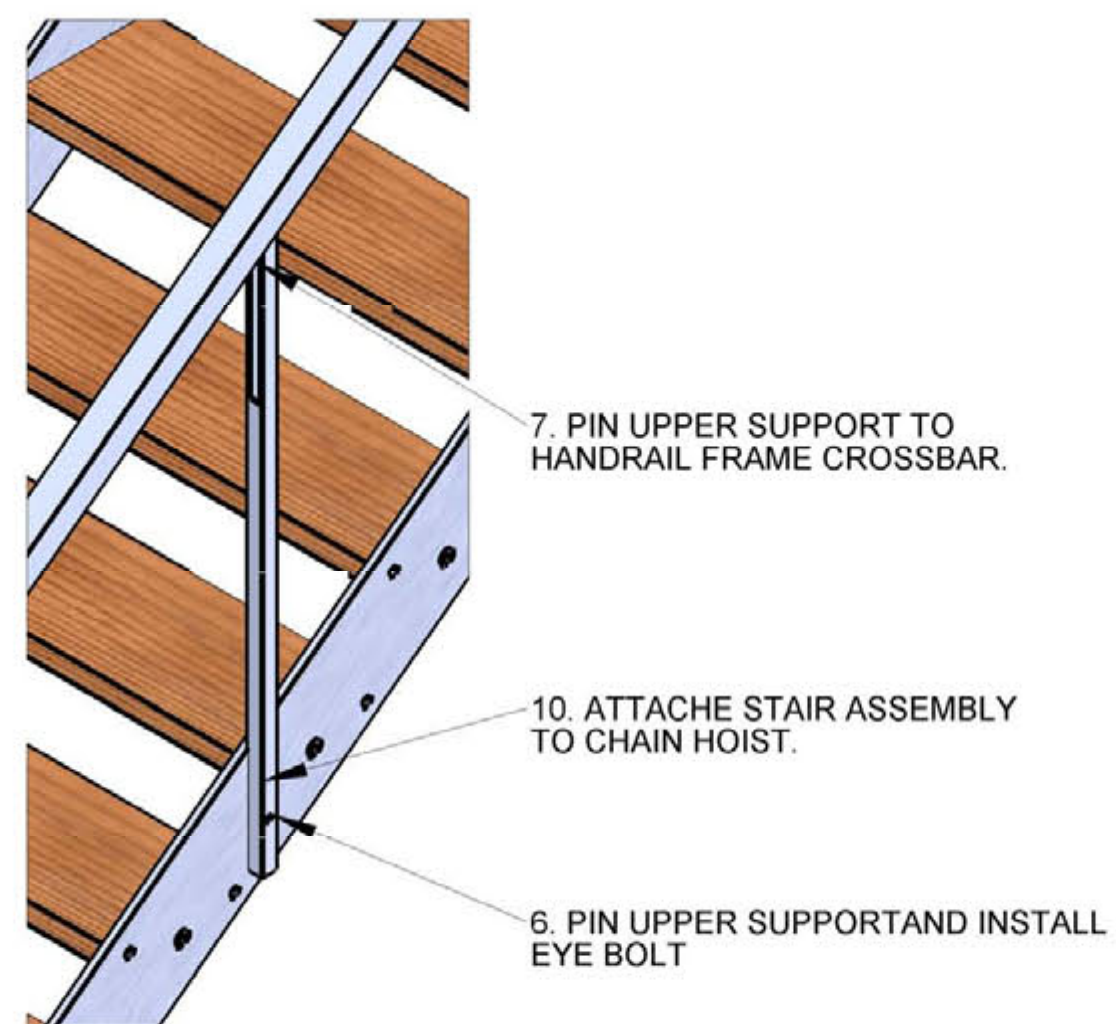 7. PIN UPPER SUPPORT TO
HANDRAIL FRAME CROSSBAR.
10. ATTACHE STAIR ASSEMBLY
TO CHAIN HOIST.
6. PIN UPPER SUPPORTAND INSTALL
EYE BOLT